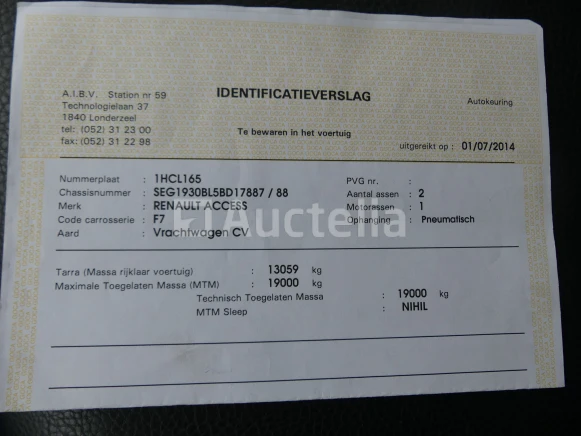 IDENTIFICATIEVERSLAG
Autokeuring
A.I.B.V. Station nr 59
Technologielaan 37
1840 Londerzeel
tel: (052) 31 23 00
fax: (052) 31 22 98
Te bewaren in het voertuig
uitgereikt op : 01/07/2014
Nummerplaat : 1HCL165
PVG nr. :
Chassisnummer : SEG1930BL5BD17887 / 88
Aantal assen : 2
Merk : RENAULT ACCESS
Motorassen : 1
Code carrosserie : F7
Ophanging : Pneumatisch
Aard : Vrachtwagen CV
Auctelia
Tarra (Massa rijklaar voertuig) : 13059 kg
Maximale Toegelaten Massa (MTM) : 19000 kg
Technisch Toegelaten Massa : 19000 kg
MTM Sleep : NIHIL